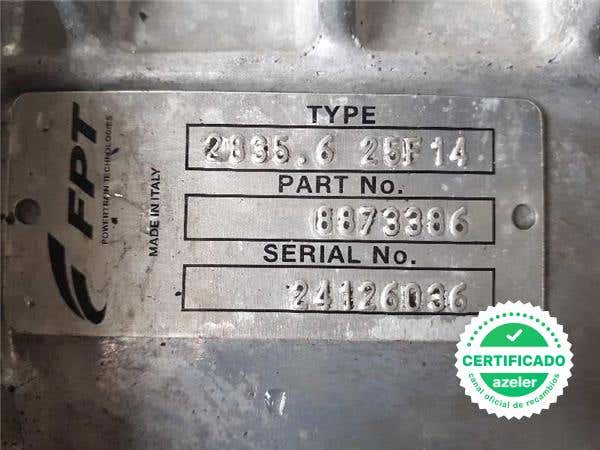 FPT
POWERTRAIN TECHNOLOGIES
MADE IN ITALY
TYPE
2835.6 25F14
PART No.
8873386
SERIAL No.
24126036
CERTIFICADO
azeler
canal oficial de recambios